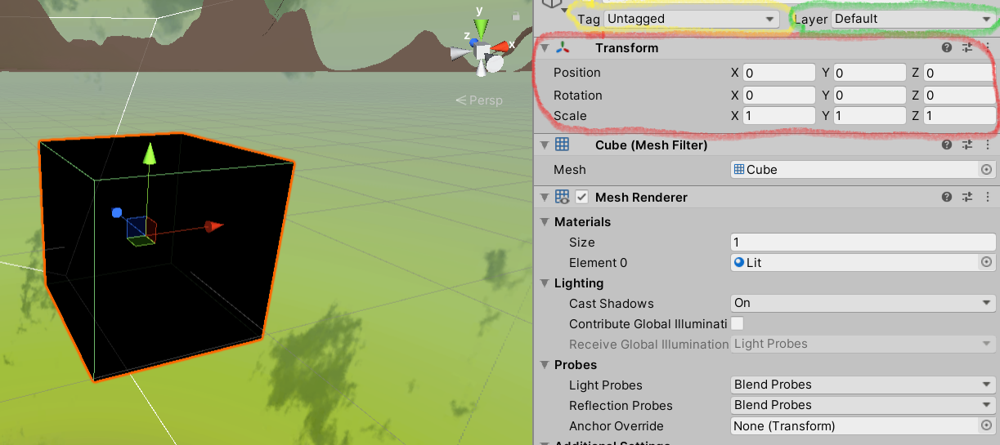 Tag Untagged Layer Default
y
z
x
Persp
Transform
Position X 0 Y 0 Z 0
Rotation X 0 Y 0 Z 0
Scale X 1 Y 1 Z 1
Cube (Mesh Filter)
Mesh Cube
Mesh Renderer
Materials
Size 1
Element 0 Lit
Lighting
Cast Shadows On
Contribute Global Illuminati
Receive Global Illumination Light Probes
Probes
Light Probes Blend Probes
Reflection Probes Blend Probes
Anchor Override None (Transform)
Additional Settings